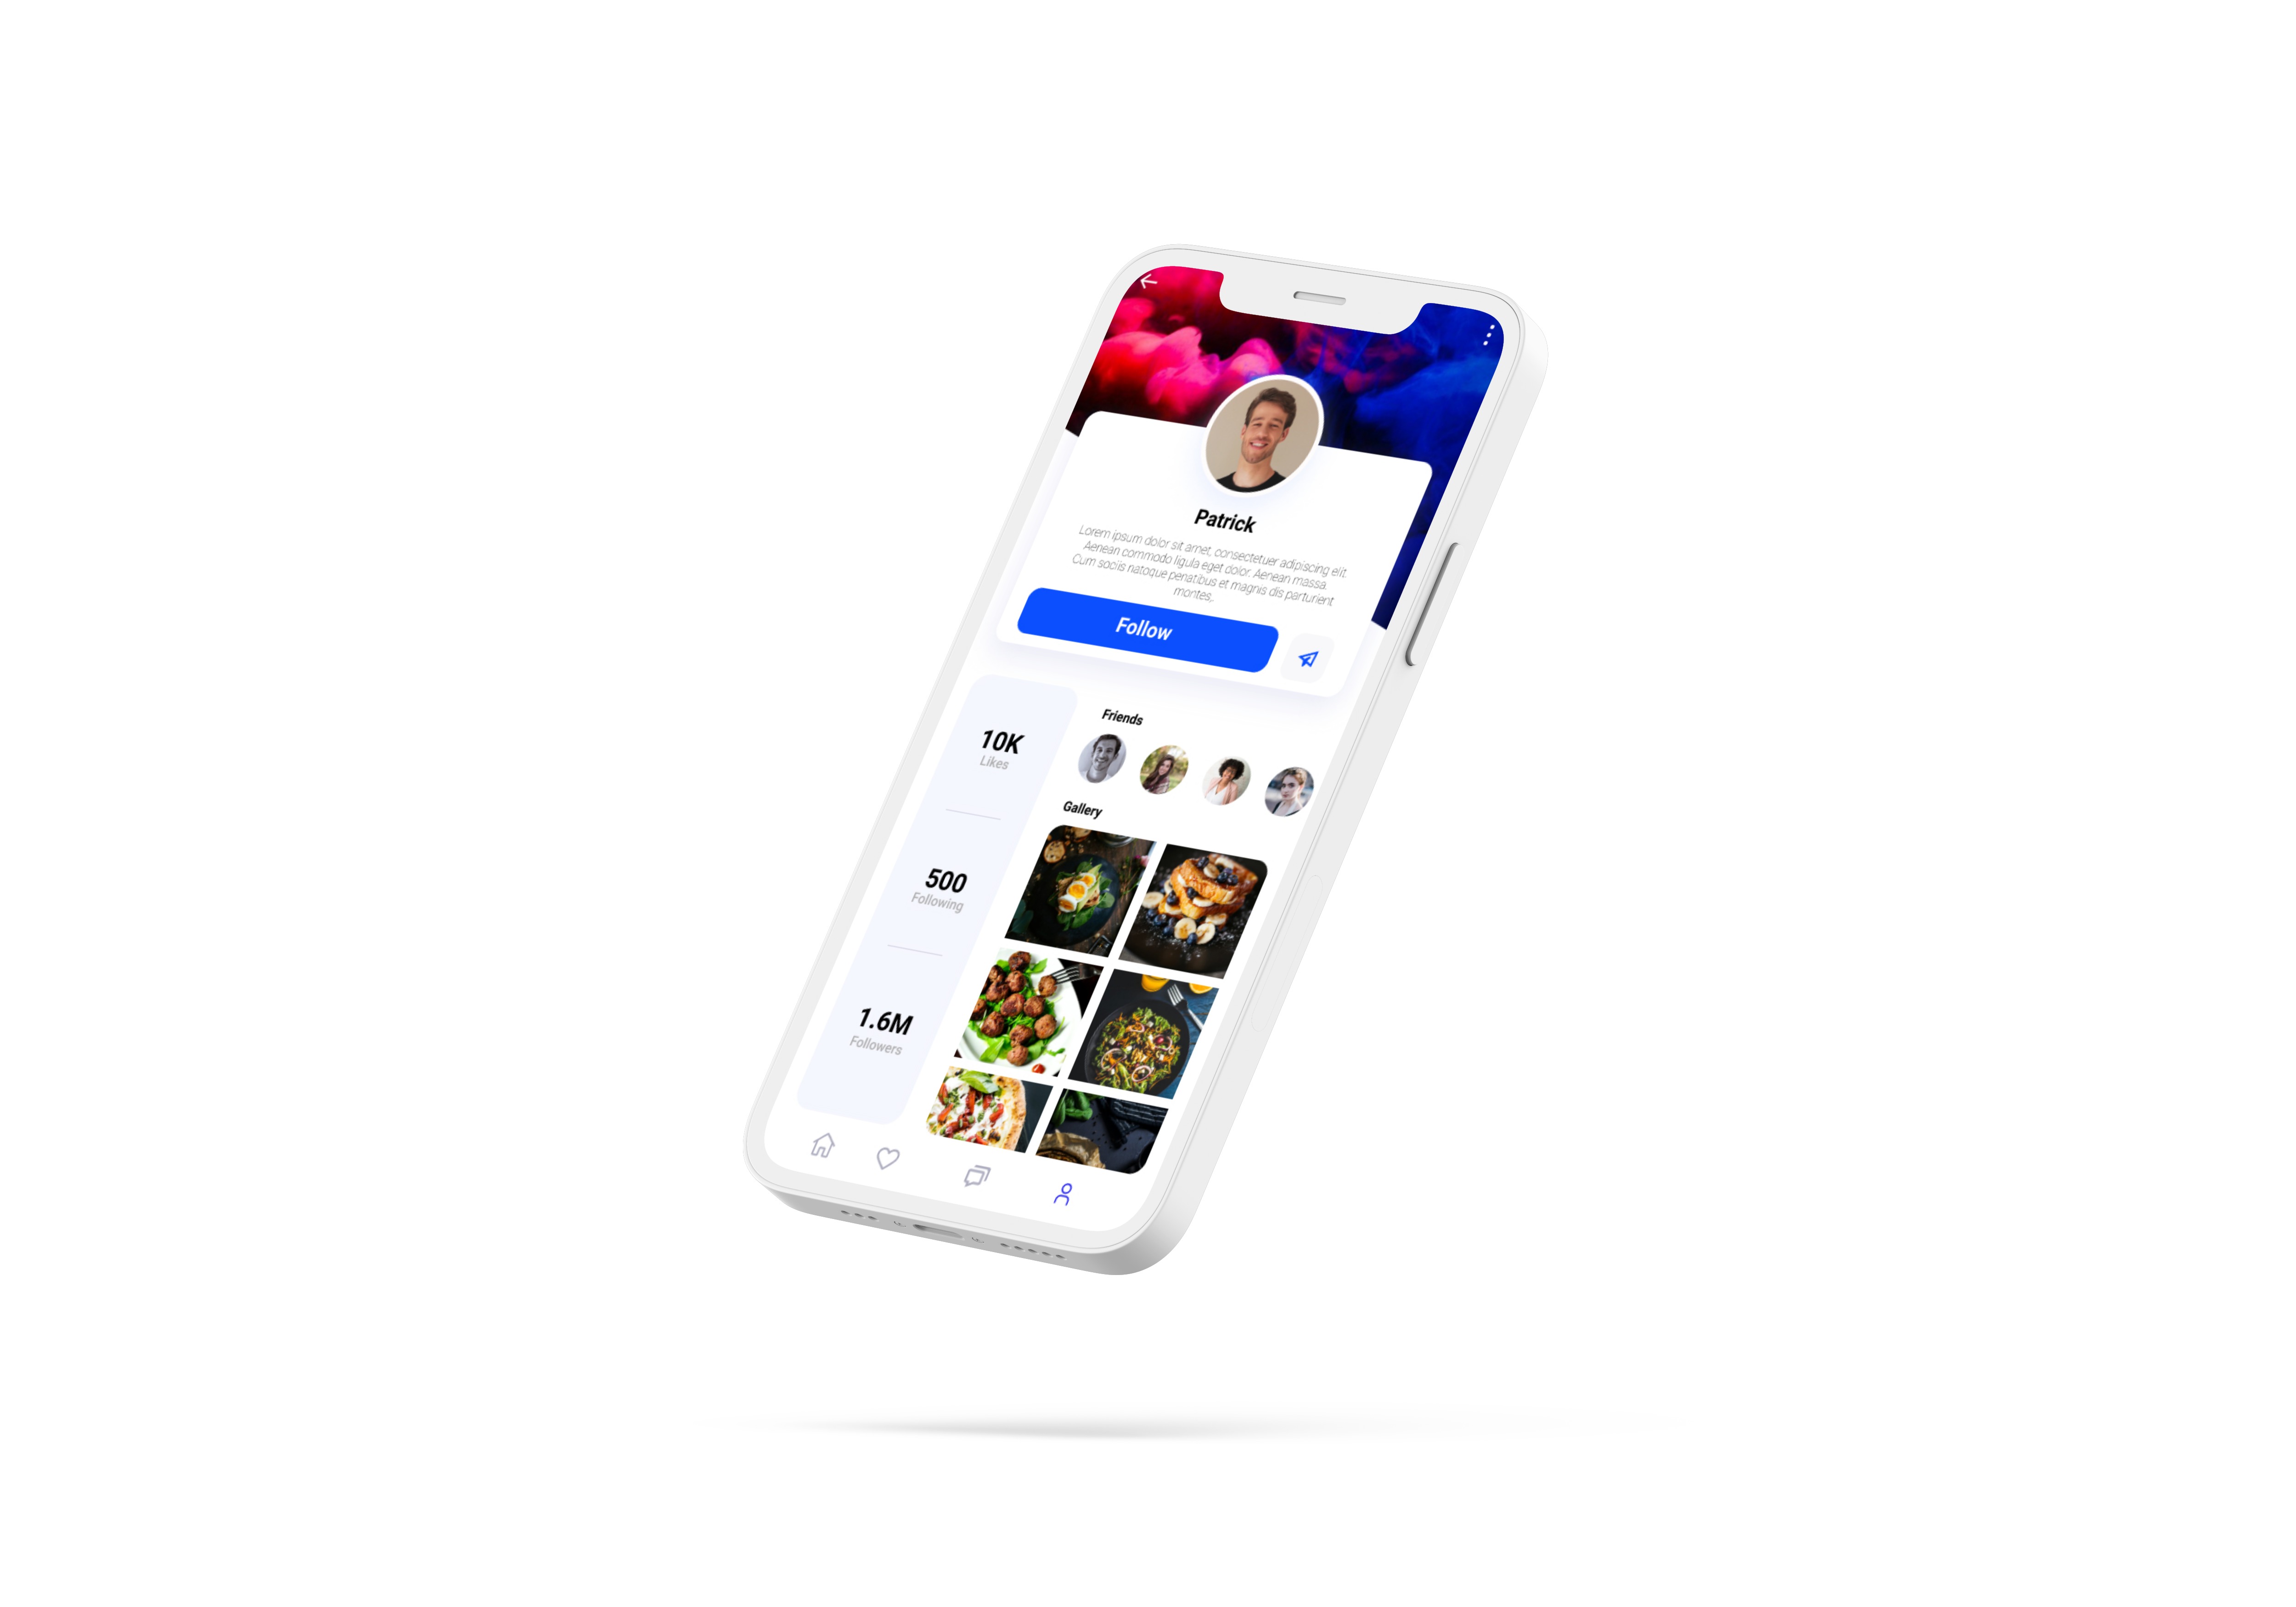 Patrick
Lorem ipsum dolor sit amet, consectetuer adipiscing elit.
Aenean commodo ligula eget dolor. Aenean massa.
Cum sociis natoque penatibus et magnis dis parturient
montes,.
Follow
10K
Likes
500
Following
1.6M
Followers
Friends
Gallery